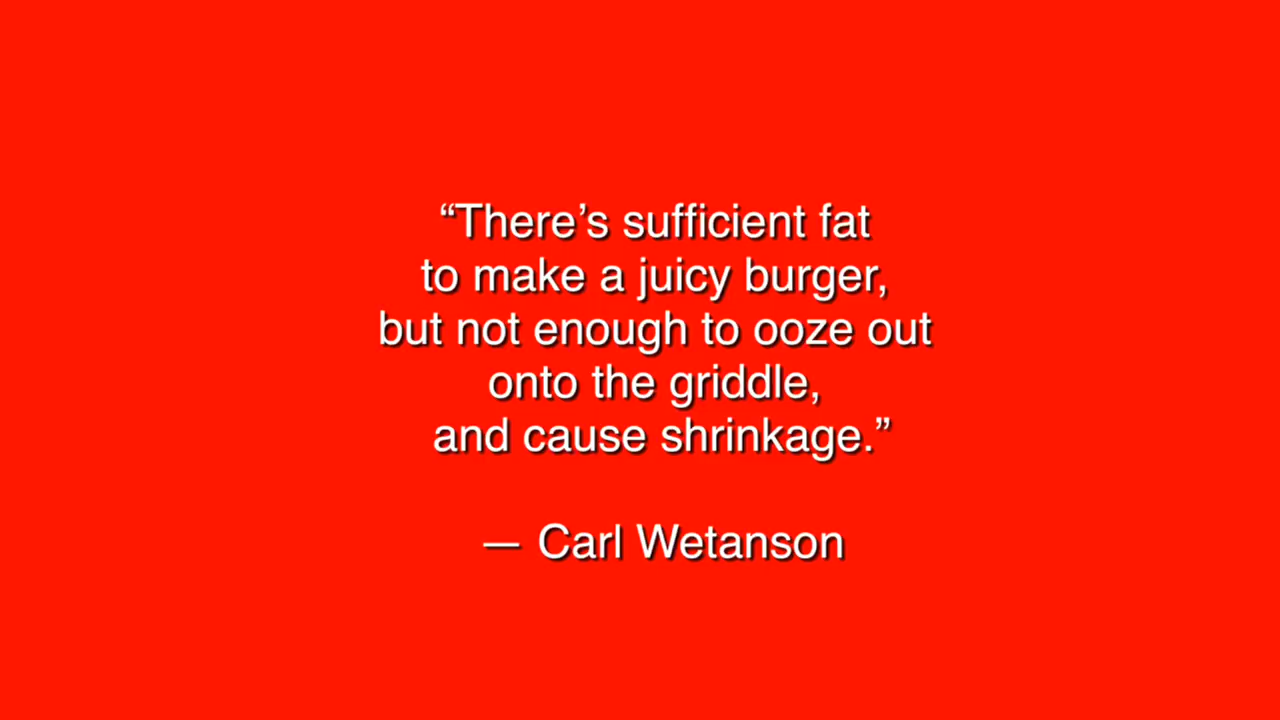 “There’s sufficient fat
to make a juicy burger,
but not enough to ooze out
onto the griddle,
and cause shrinkage.”
— Carl Wetanson